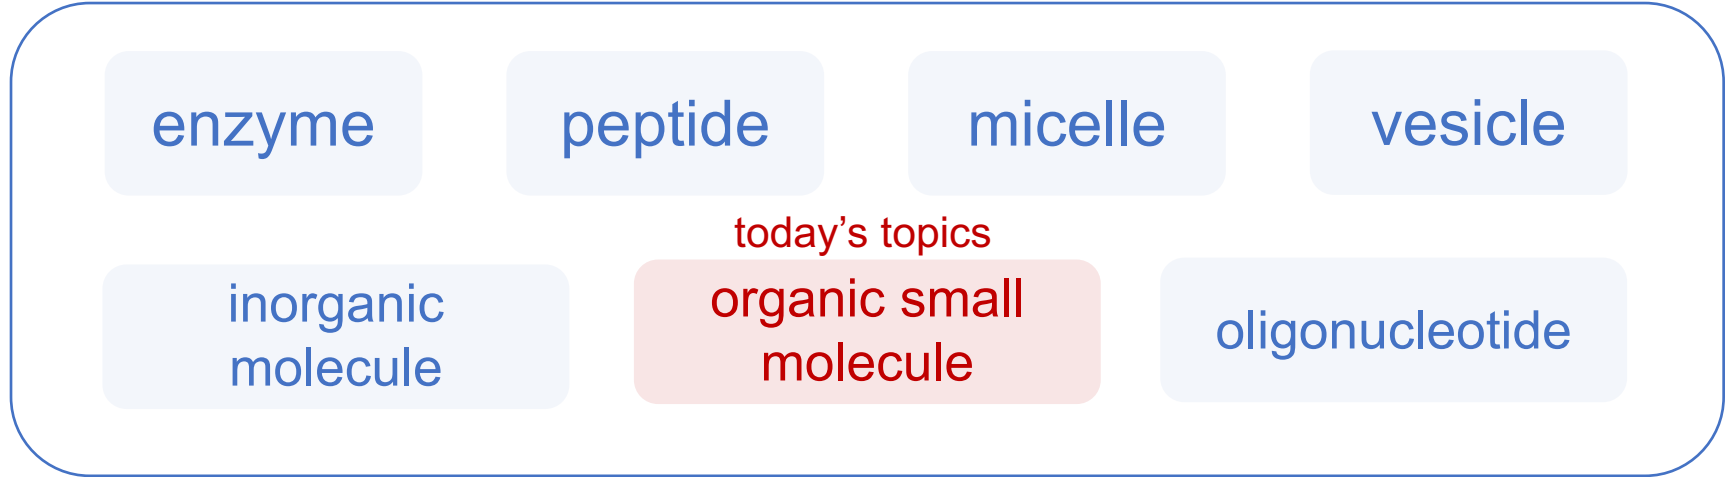 enzyme
peptide
micelle
vesicle
today’s topics
inorganic
molecule
organic small
molecule
oligonucleotide